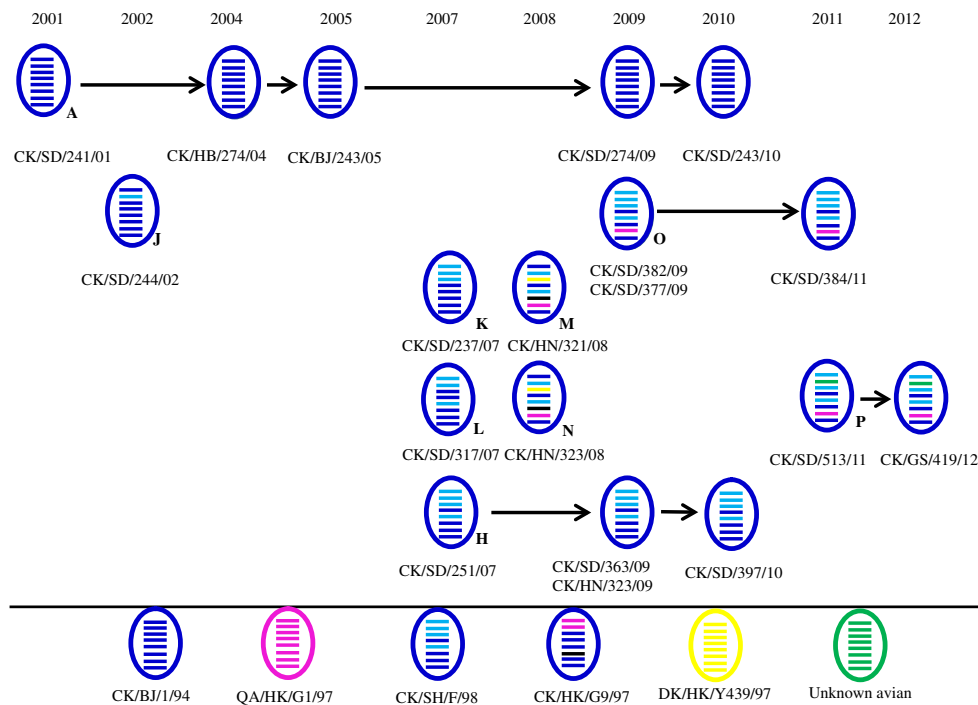 2001 2002 2004 2005 2007 2008 2009 2010 2011 2012
A
CK/SD/241/01 CK/HB/274/04 CK/BJ/243/05 CK/SD/274/09 CK/SD/243/10
J O
CK/SD/244/02
CK/SD/382/09 CK/SD/384/11
CK/SD/377/09
K M
CK/SD/237/07 CK/HN/321/08
L N P
CK/SD/317/07 CK/HN/323/08 CK/SD/513/11 CK/GS/419/12
H
CK/SD/251/07 CK/SD/363/09 CK/SD/397/10
CK/HN/323/09
CK/BJ/1/94 QA/HK/G1/97 CK/SH/F/98 CK/HK/G9/97 DK/HK/Y439/97 Unknown avian